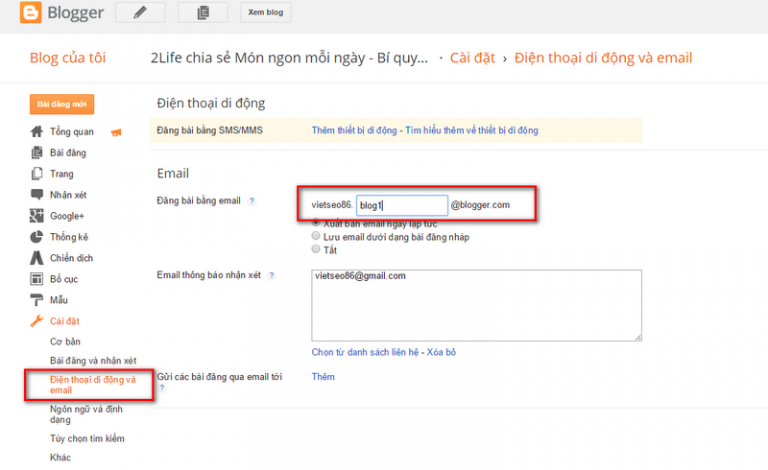 Blogger
Xem blog
Blog của tôi
2Life chia sẻ Món ngon mỗi ngày - Bí quy... · Cài đặt › Điện thoại di động và email
Bài đăng mới
Tổng quan
Bài đăng
Trang
Nhận xét
Google+
Thống kê
Chiến dịch
Bố cục
Mẫu
Cài đặt
Cơ bản
Bài đăng và nhận xét
Điện thoại di động và
email
Ngôn ngữ và định
dạng
Tùy chọn tìm kiếm
Khác
Điện thoại di động
Đăng bài bằng SMS/MMS Thêm thiết bị di động - Tìm hiểu thêm về thiết bị di động
Email
Đăng bài bằng email ? vietseo86. blog1 @blogger.com
Xuất bản email ngay lập tức
Lưu email dưới dạng bài đăng nháp
Tắt
Email thông báo nhận xét ? vietseo86@gmail.com
Chọn từ danh sách liên hệ - Xóa bỏ
Gửi các bài đăng qua email tới Thêm
?